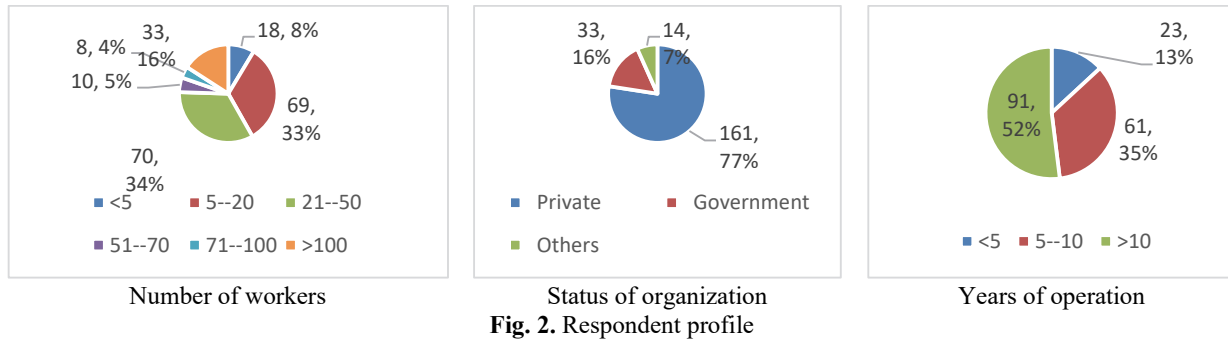 18, 8%
69,
33%
70,
34%
10, 5%
8, 4%
33,
16%
<5 5--20 21--50
51--70 71--100 >100
Number of workers
14,
7%
33,
16%
161,
77%
Private Government
Others
Status of organization
23,
13%
61,
35%
91,
52%
<5 5--10 >10
Years of operation
Fig. 2. Respondent profile